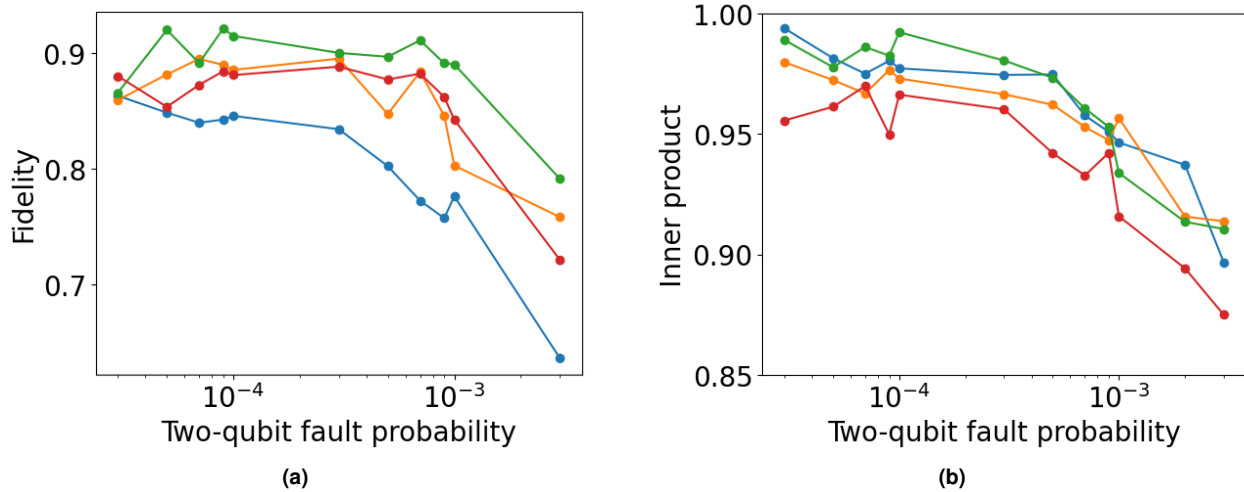 Fidelity
0.9
0.8
0.7
10⁻⁴
10⁻³
Two-qubit fault probability
(a)
Inner product
1.00
0.95
0.90
0.85
10⁻⁴
10⁻³
Two-qubit fault probability
(b)